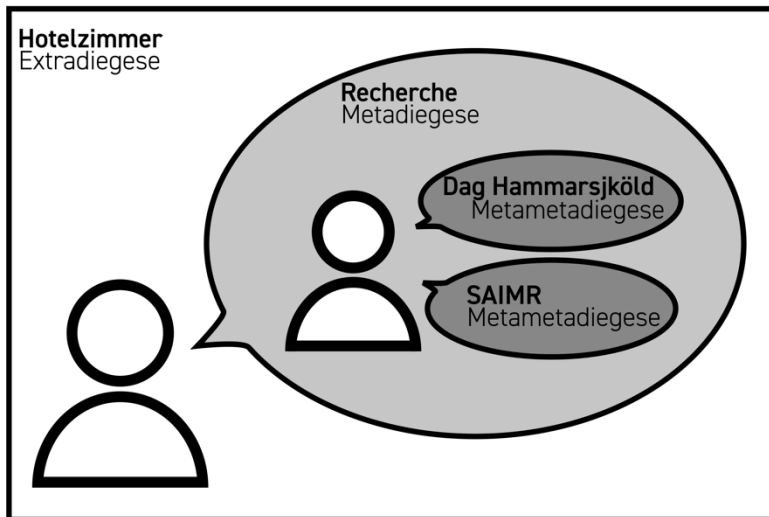 Hotelzimmer
Extradiegese
Recherche
Metadiegese
Dag Hammarsjköld
Metametadiegese
SAIMR
Metametadiegese